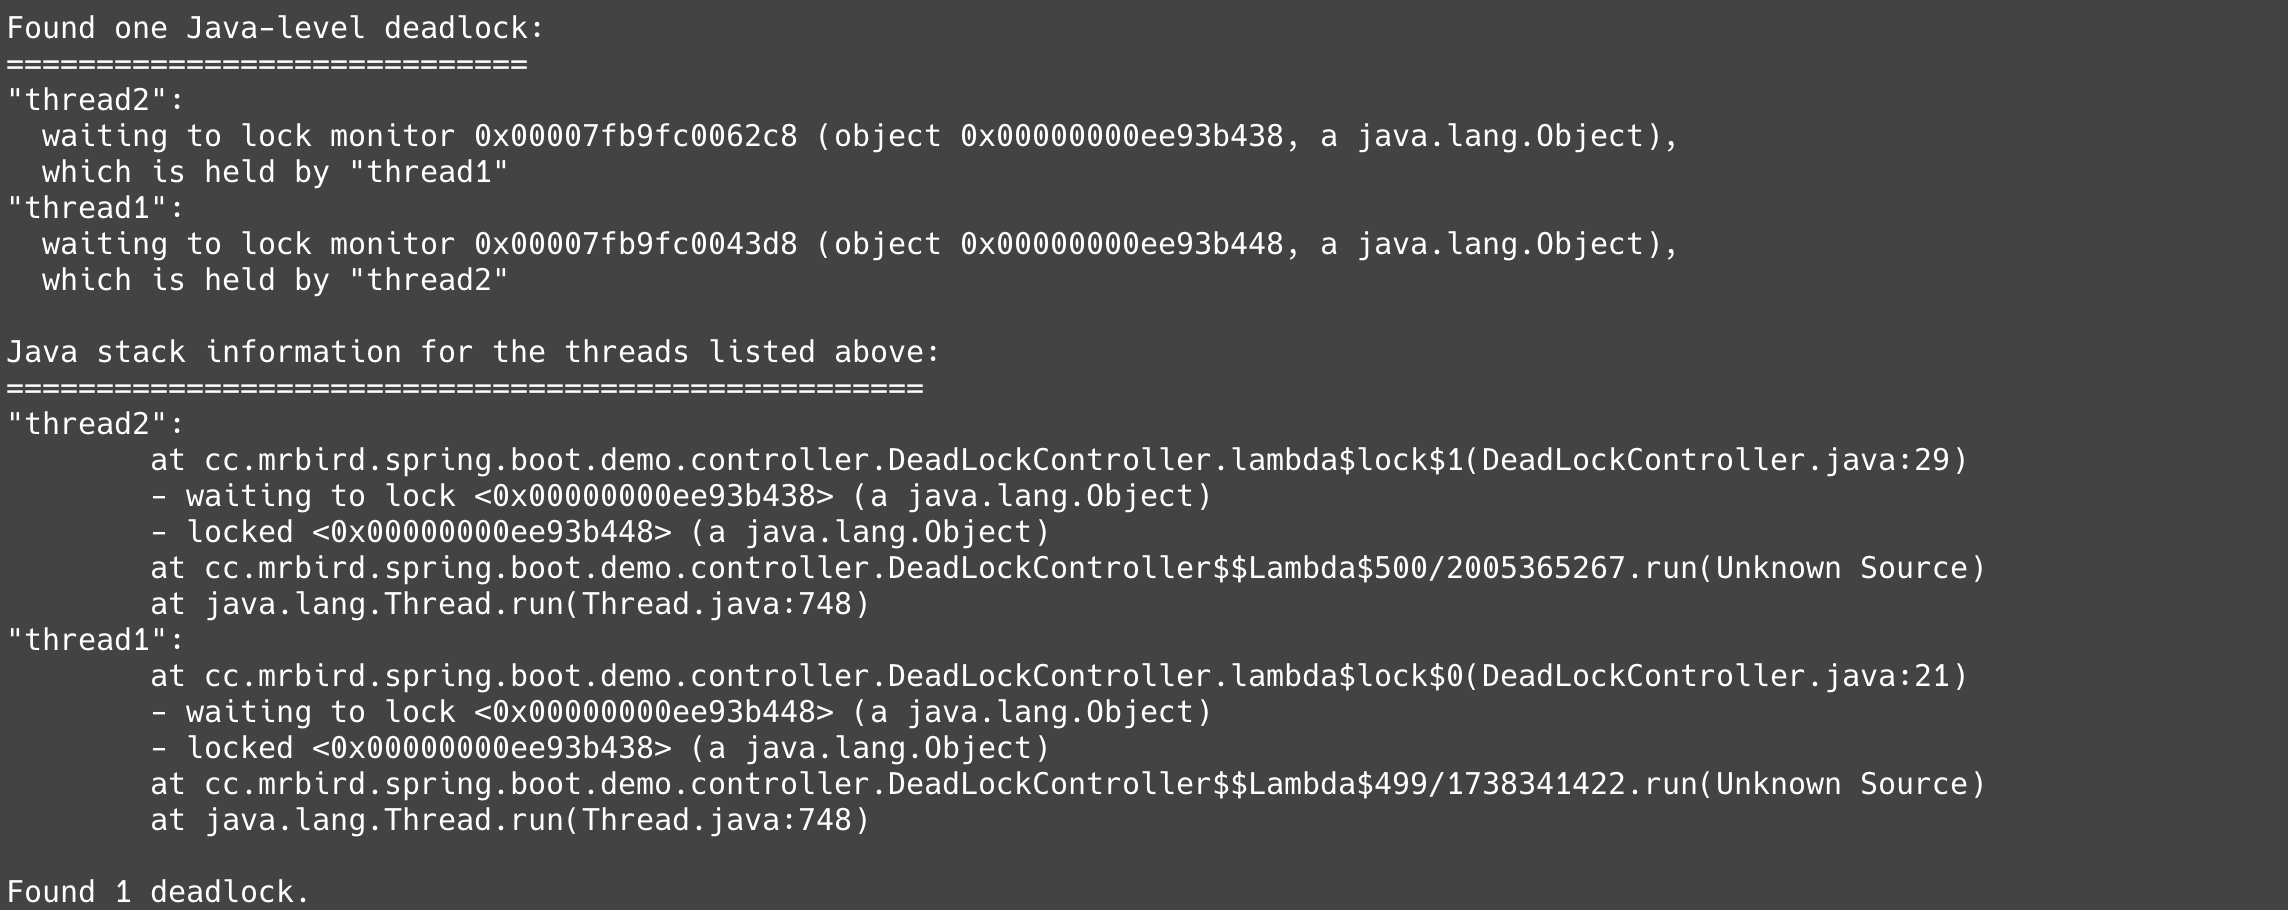 Found one Java-level deadlock:
=============================
"thread2":
  waiting to lock monitor 0x00007fb9fc0062c8 (object 0x00000000ee93b438, a java.lang.Object),
  which is held by "thread1"
"thread1":
  waiting to lock monitor 0x00007fb9fc0043d8 (object 0x00000000ee93b448, a java.lang.Object),
  which is held by "thread2"

Java stack information for the threads listed above:
===================================================
"thread2":
        at cc.mrbird.spring.boot.demo.controller.DeadLockController.lambda$lock$1(DeadLockController.java:29)
        - waiting to lock <0x00000000ee93b438> (a java.lang.Object)
        - locked <0x00000000ee93b448> (a java.lang.Object)
        at cc.mrbird.spring.boot.demo.controller.DeadLockController$$Lambda$500/2005365267.run(Unknown Source)
        at java.lang.Thread.run(Thread.java:748)
"thread1":
        at cc.mrbird.spring.boot.demo.controller.DeadLockController.lambda$lock$0(DeadLockController.java:21)
        - waiting to lock <0x00000000ee93b448> (a java.lang.Object)
        - locked <0x00000000ee93b438> (a java.lang.Object)
        at cc.mrbird.spring.boot.demo.controller.DeadLockController$$Lambda$499/1738341422.run(Unknown Source)
        at java.lang.Thread.run(Thread.java:748)

Found 1 deadlock.